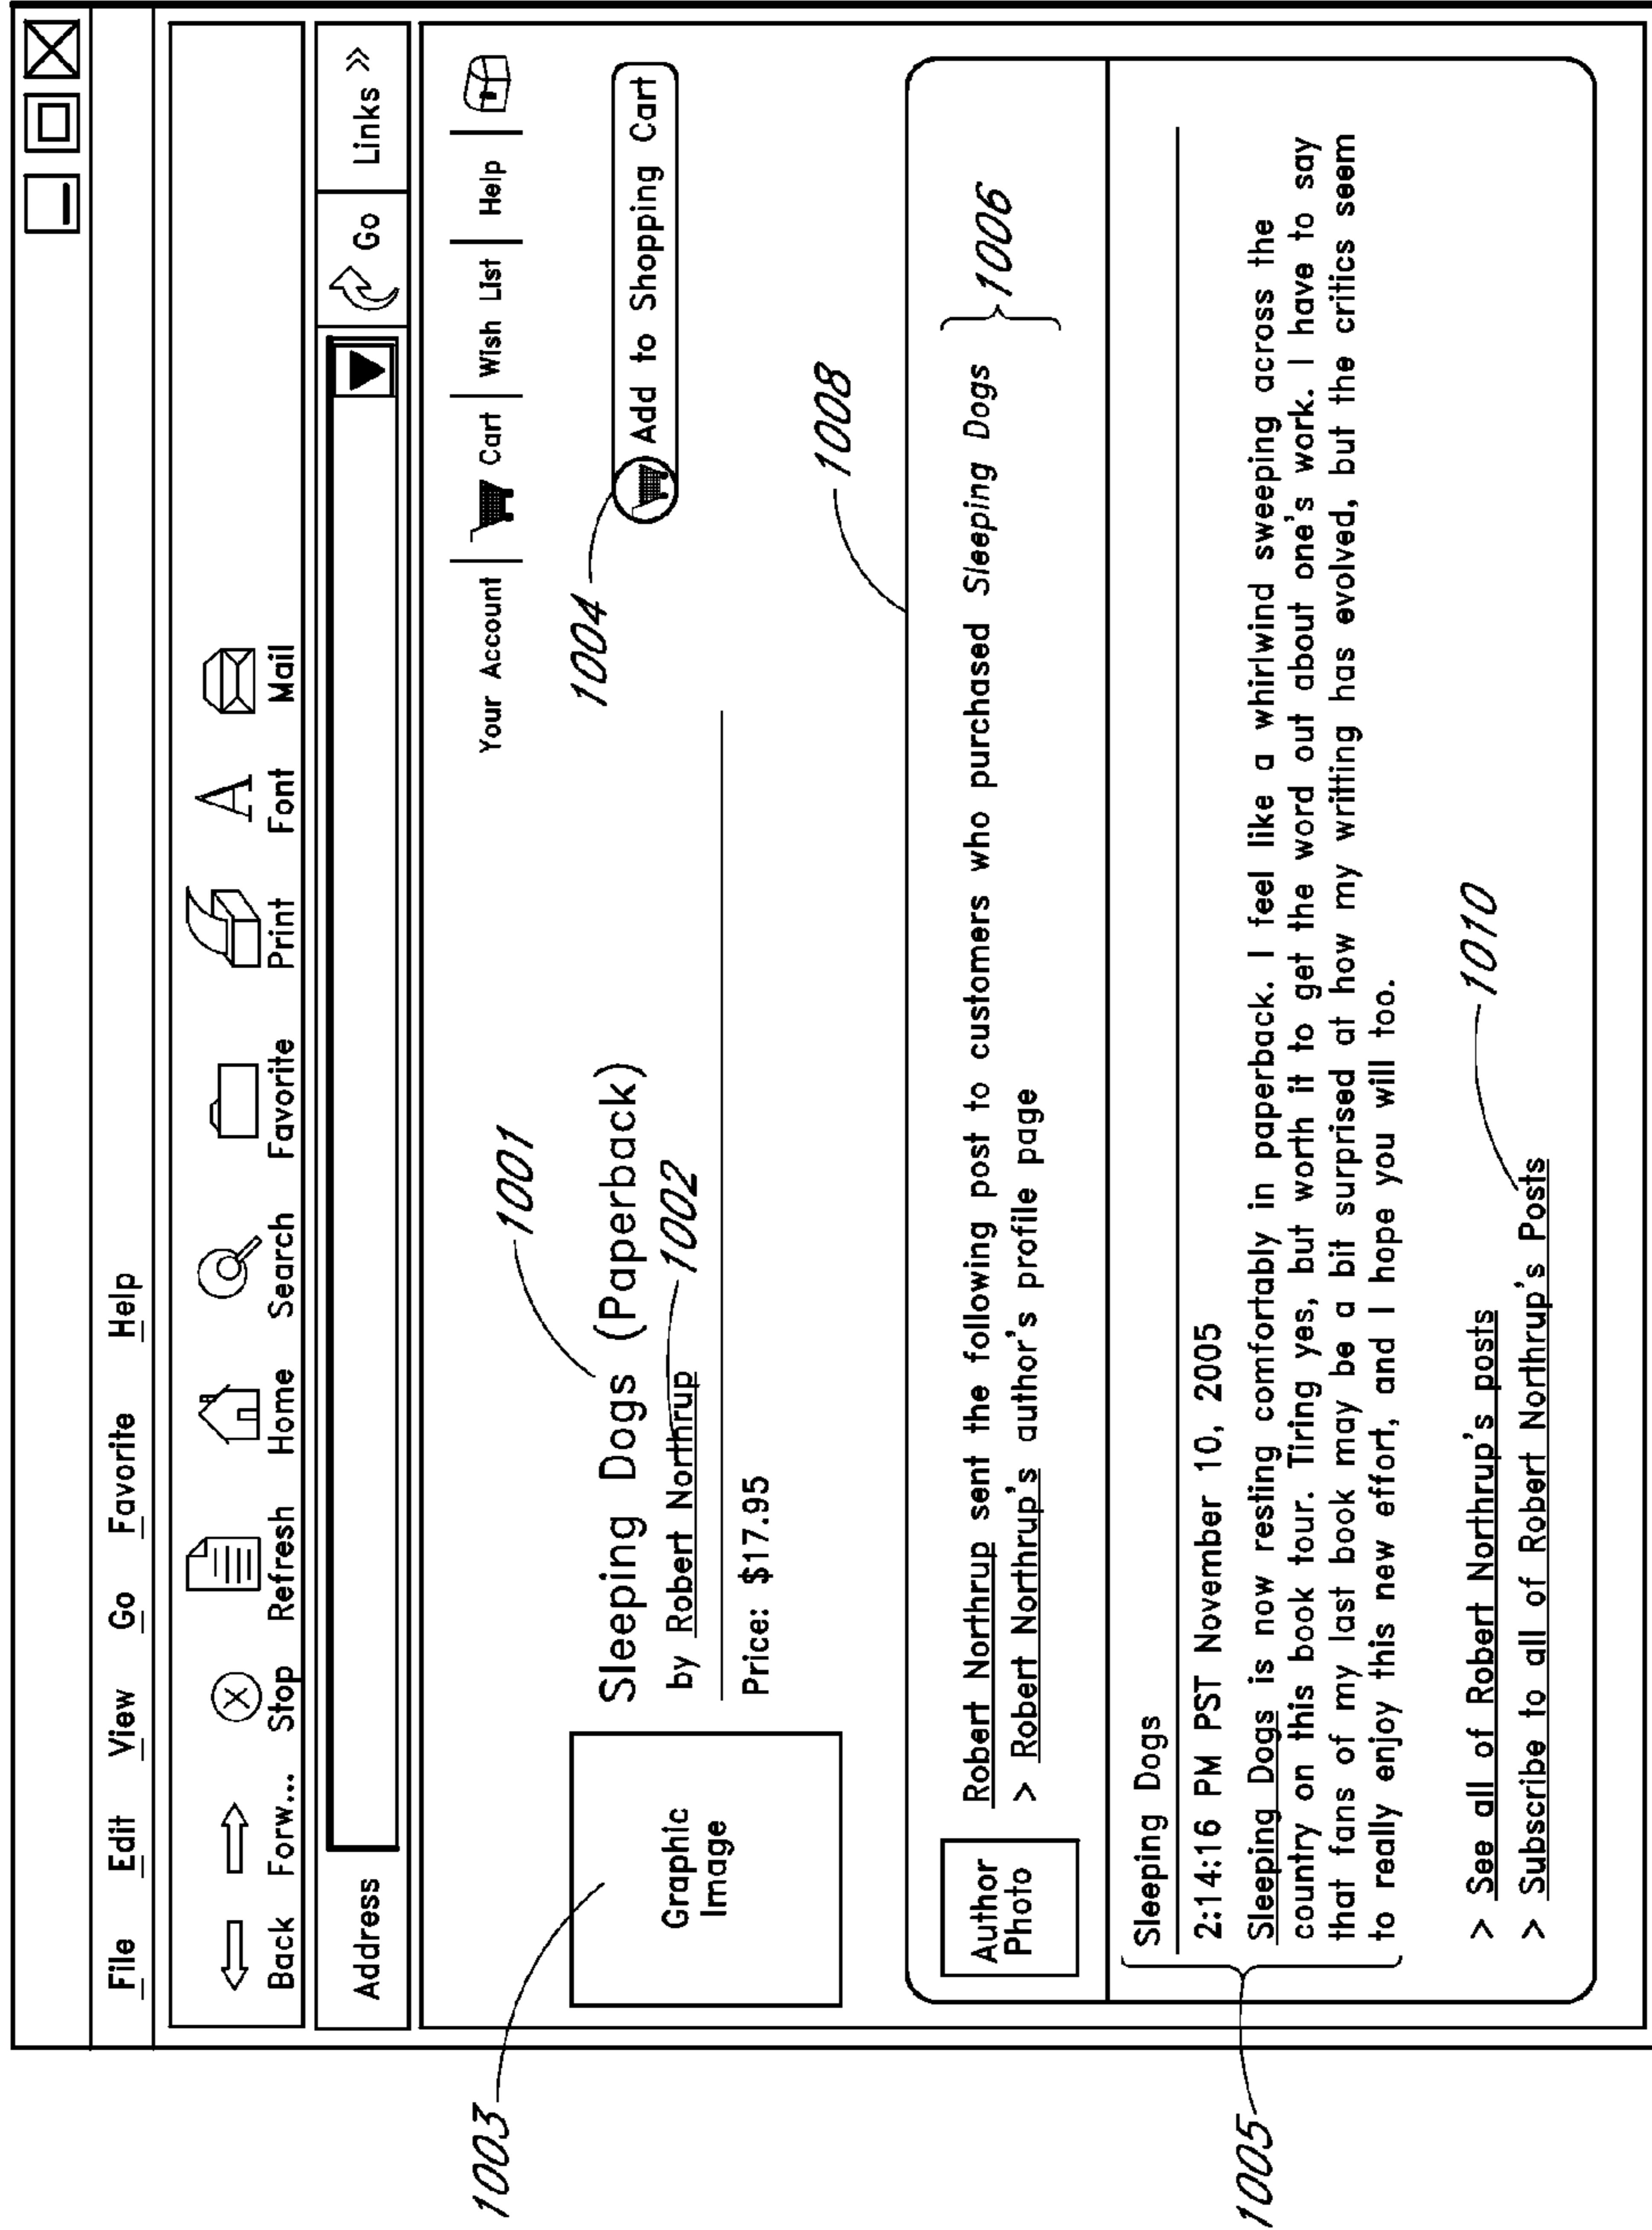 File Edit View Go Favorite Help
Back Forw... Stop Refresh Home Search Favorite Print Font Mail
Address Go Links >>
Your Account Cart Wish List Help
1001
1003
Graphic
Image
Sleeping Dogs (Paperback)
1004
Add to Shopping Cart
by Robert Northrup
1002
Price: $17.95
1008
Author
Photo
Robert Northrup sent the following post to customers who purchased Sleeping Dogs
> Robert Northrup's author's profile page
1006
Sleeping Dogs
2:14:16 PM PST November 10, 2005
1005
Sleeping Dogs is now resting comfortably in paperback. I feel like a whirlwind sweeping across the
country on this book tour. Tiring yes, but worth it to get the word out about one's work. I have to say
that fans of my last book may be a bit surprised at how my writting has evolved, but the critics seem
to really enjoy this new effort, and I hope you will too.
1010
> See all of Robert Northrup's posts
> Subscribe to all of Robert Northrup's Posts